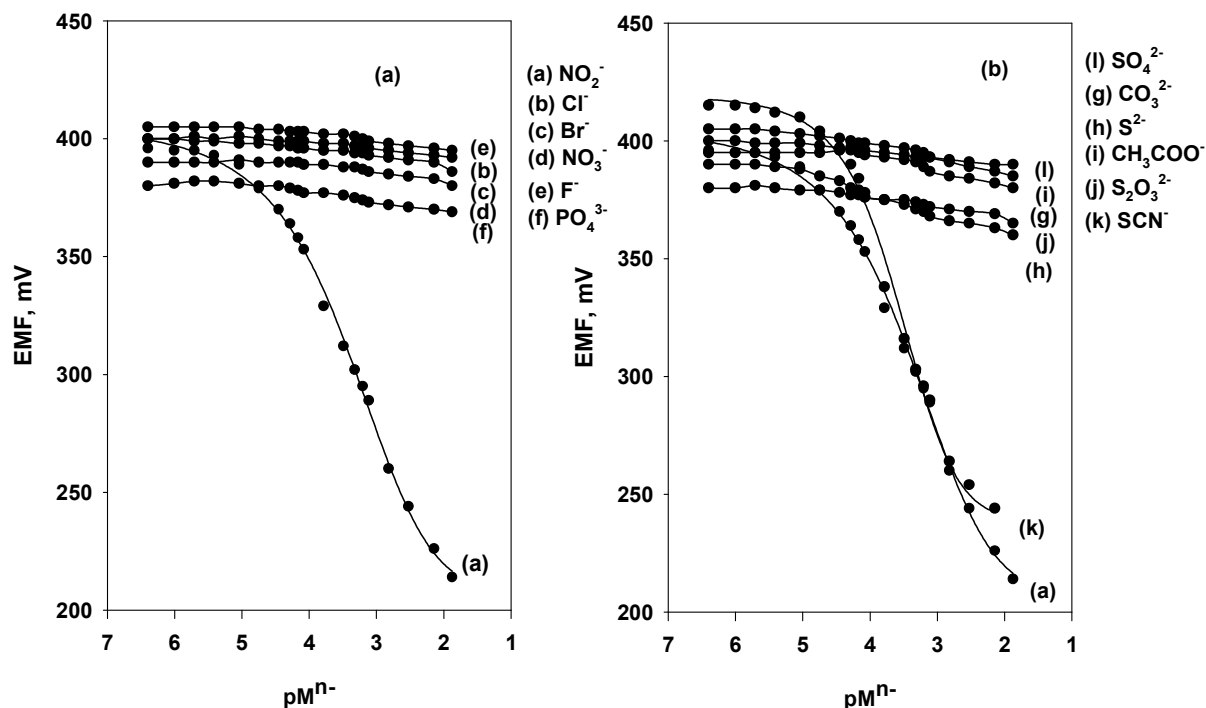 450
400
350
300
250
200
EMF, mV
7 6 5 4 3 2 1
pMⁿ⁻
(a)
(e)
(b)
(c)
(d)
(f)
(a)
(a) NO₂⁻
(b) Cl⁻
(c) Br⁻
(d) NO₃⁻
(e) F⁻
(f) PO₄³⁻
450
400
350
300
250
200
EMF, mV
7 6 5 4 3 2 1
pMⁿ⁻
(b)
(l)
(i)
(g)
(j)
(h)
(k)
(a)
(l) SO₄²⁻
(g) CO₃²⁻
(h) S²⁻
(i) CH₃COO⁻
(j) S₂O₃²⁻
(k) SCN⁻